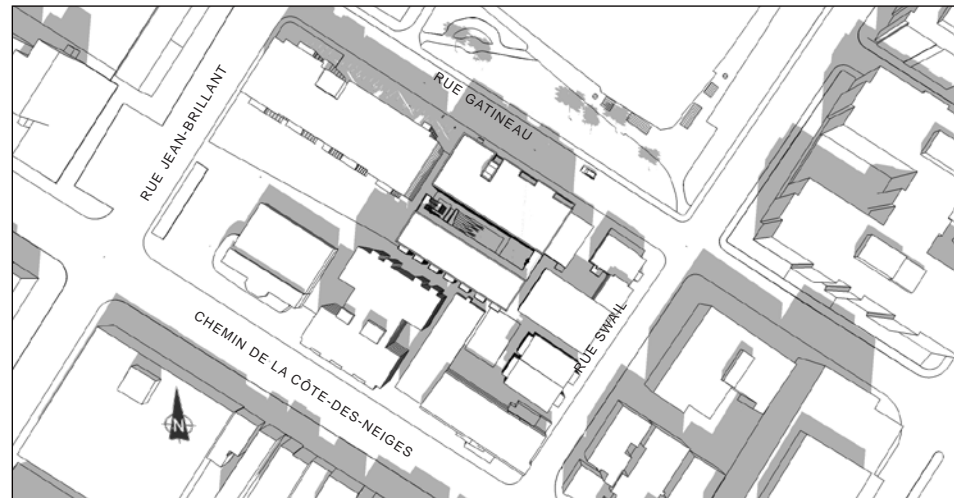 RUE GATINEAU
RUE JEAN-BRILLANT
RUE SWAIL
CHEMIN DE LA CÔTE-DES-NEIGES
N